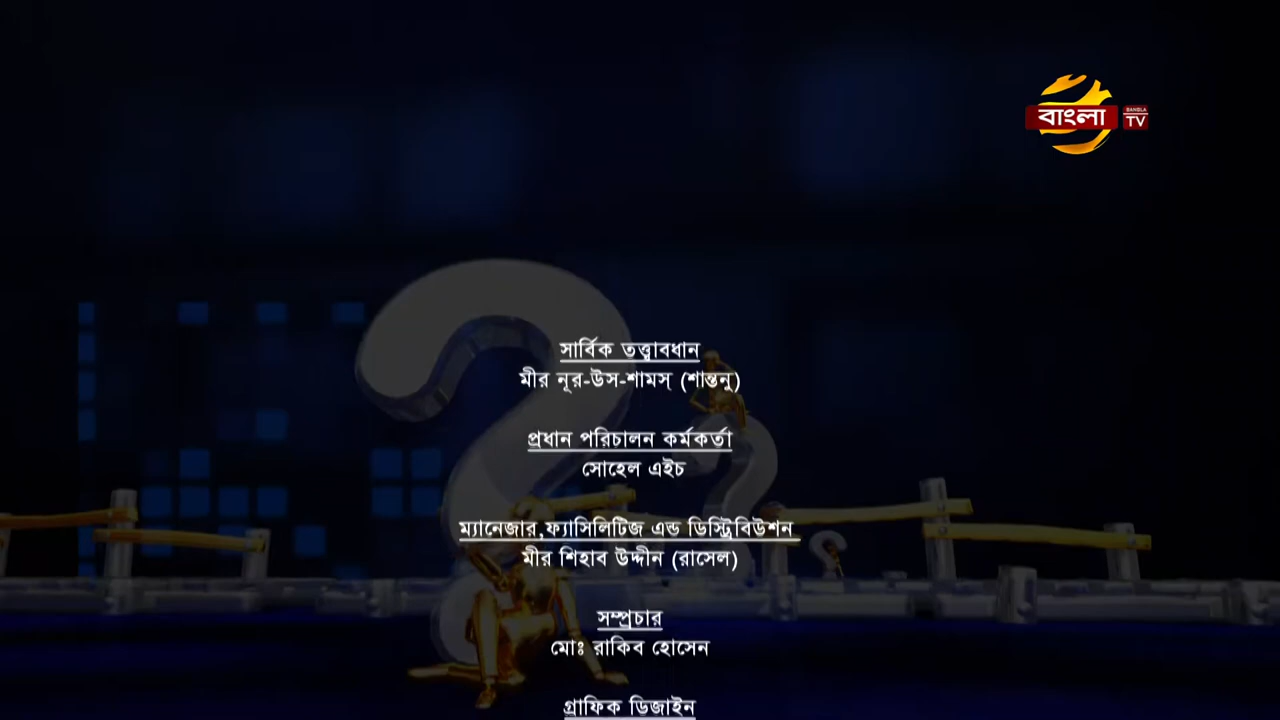 বাংলা
BANGLA
TV
সার্বিক তত্ত্বাবধান
মীর নূর-উস-শামস্ (শান্তনু)
প্রধান পরিচালন কর্মকর্তা
সোহেল এইচ
ম্যানেজার,ফ্যাসিলিটিজ এন্ড ডিস্ট্রিবিউশন
মীর শিহাব উদ্দীন (রাসেল)
সম্প্রচার
মোঃ রাকিব হোসেন
গ্রাফিক ডিজাইন